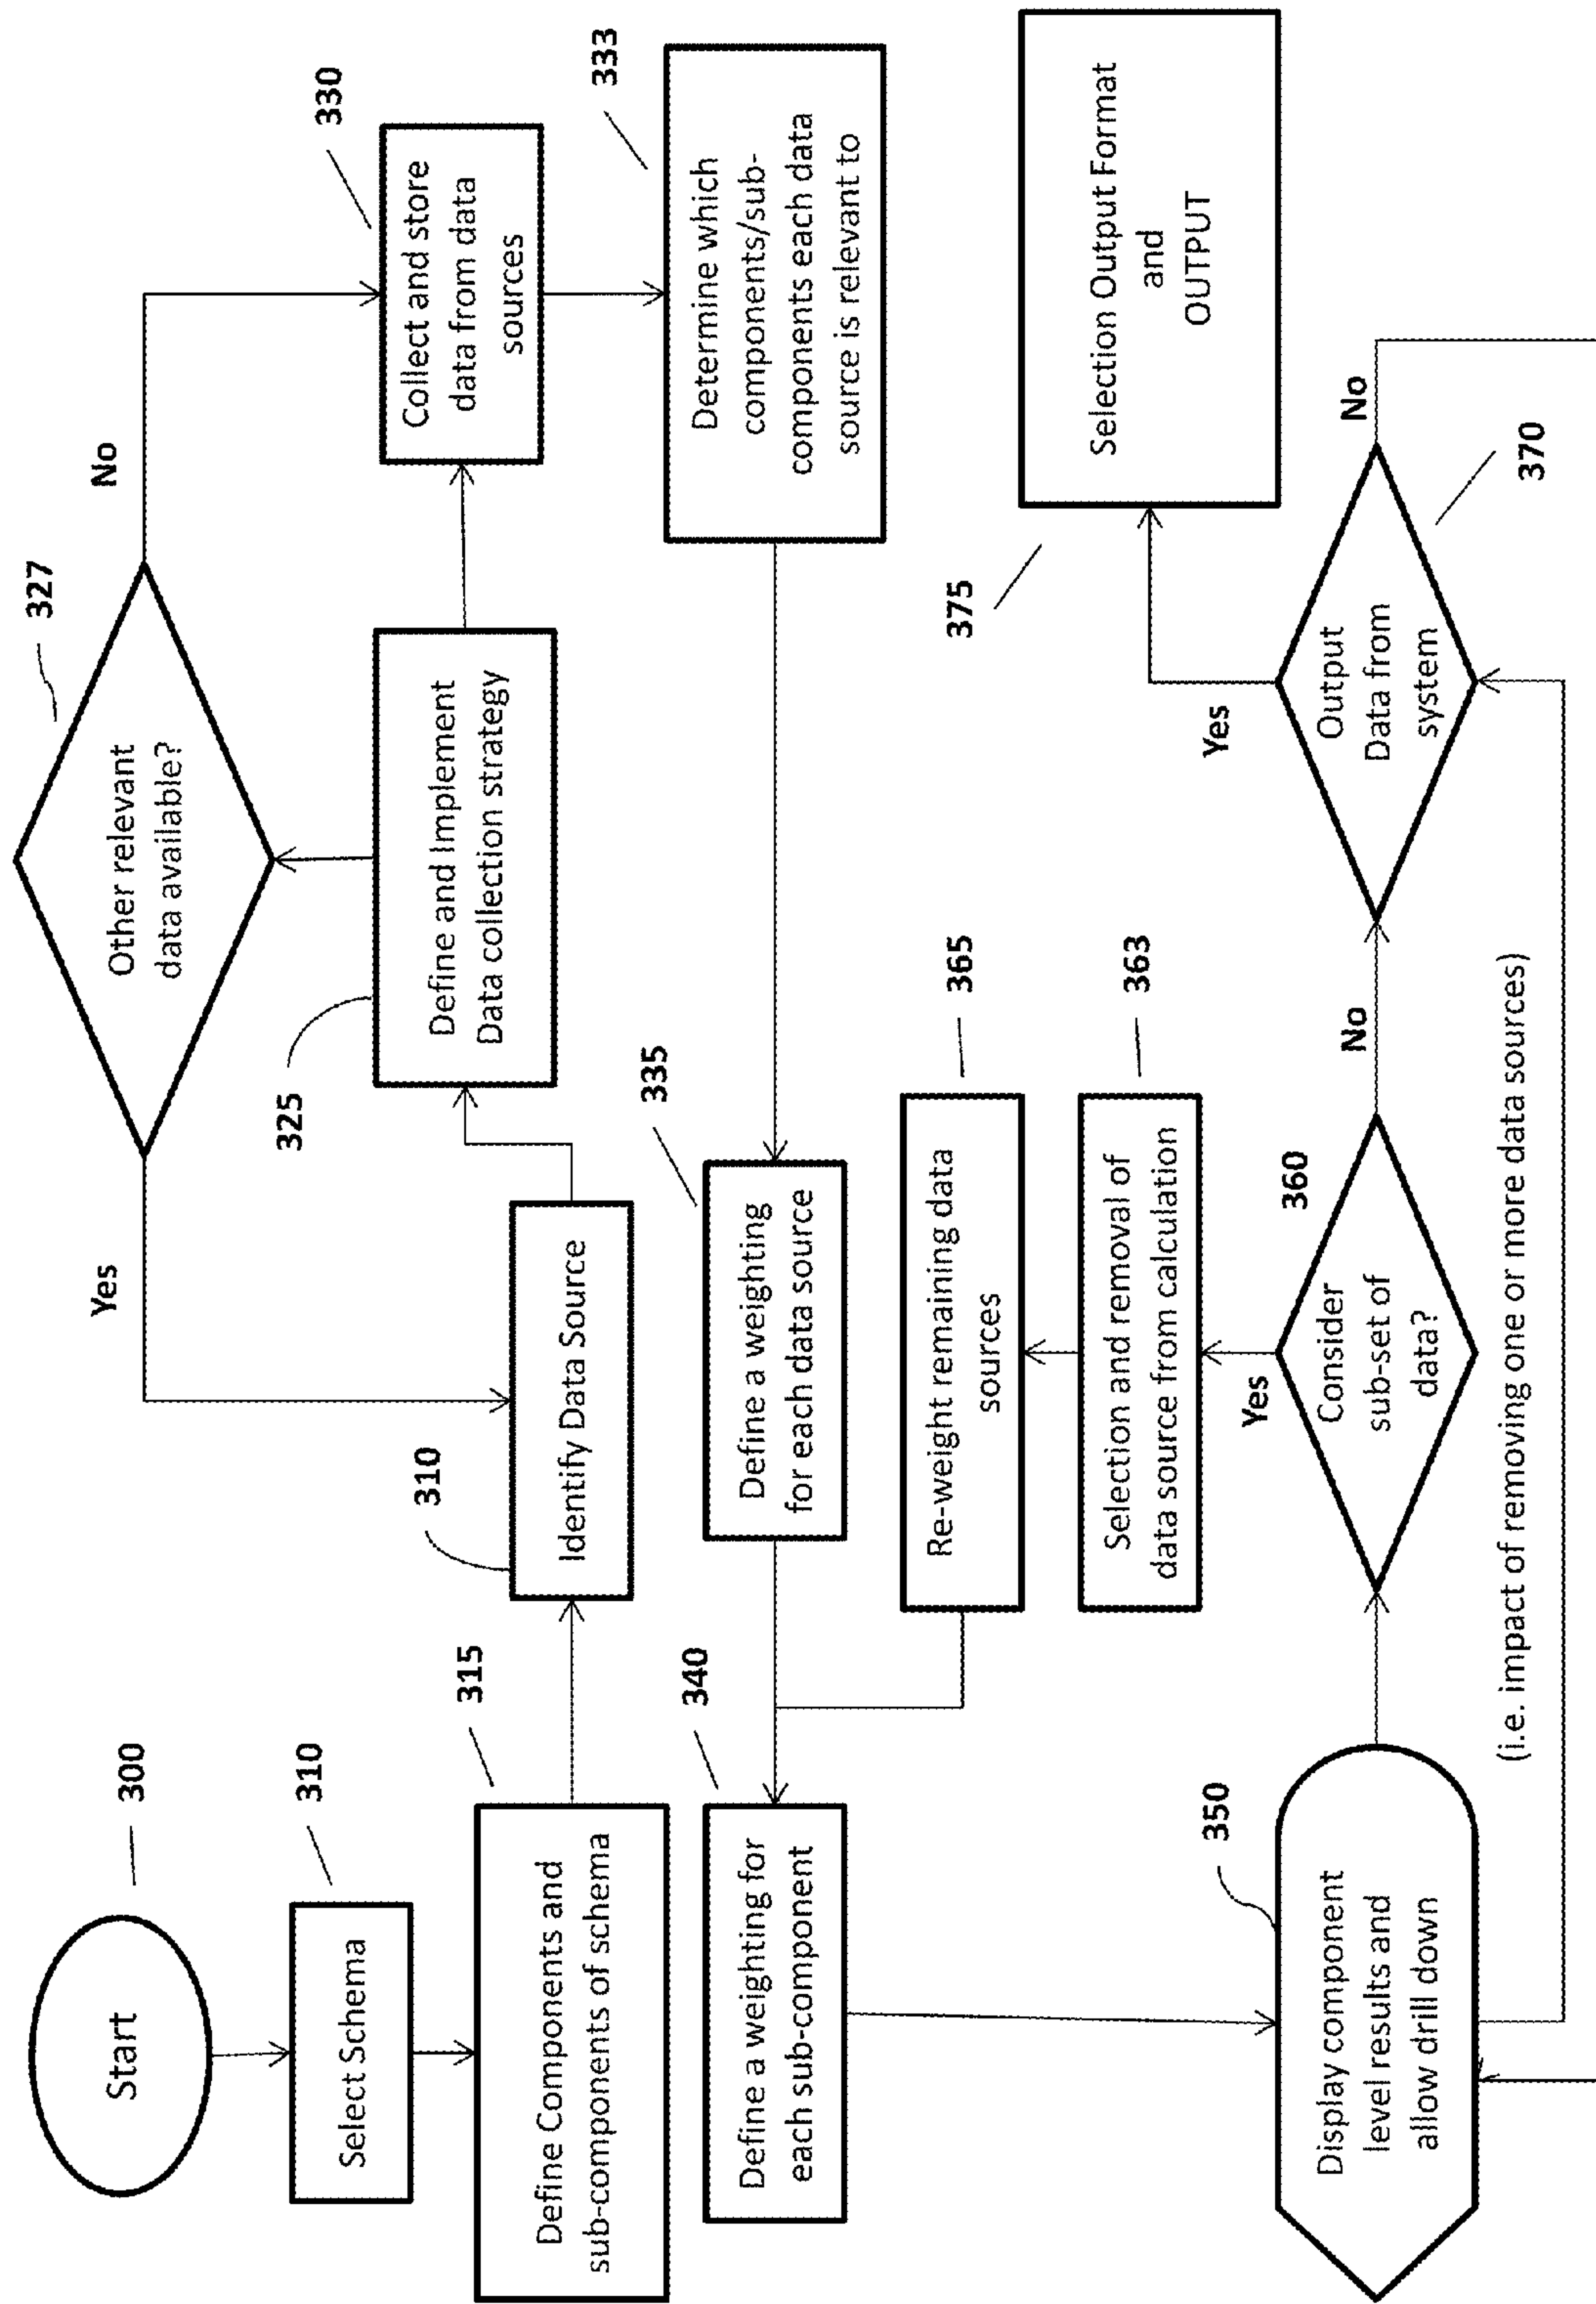 Start
300
Select Schema
310
Define Components and
sub-components of schema
315
Identify Data Source
310
Define and Implement
Data collection strategy
325
Other relevant
data available?
327
Yes
No
Collect and store
data from data
sources
330
Determine which
components/sub-
components each data
source is relevant to
333
Define a weighting
for each data source
335
Define a weighting for
each sub-component
340
Re-weight remaining data
sources
365
Selection and removal of
data source from calculation
363
Display component
level results and
allow drill down
350
Consider
sub-set of
data?
360
Yes
No
(i.e. impact of removing one or more data sources)
Output
Data from
system
370
Yes
No
Selection Output Format
and
OUTPUT
375